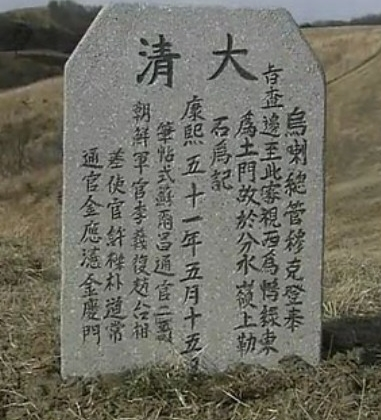 大清
烏喇總管穆克登奉
旨查邊至此審視西為鴨綠東
為土門故於分水嶺上勒
石為記
康熙五十一年五月十五日
筆帖式蘇爾昌通官二哥
朝鮮軍官李義復趙台相
差使官許樑朴道常
通官金應瀗金慶門